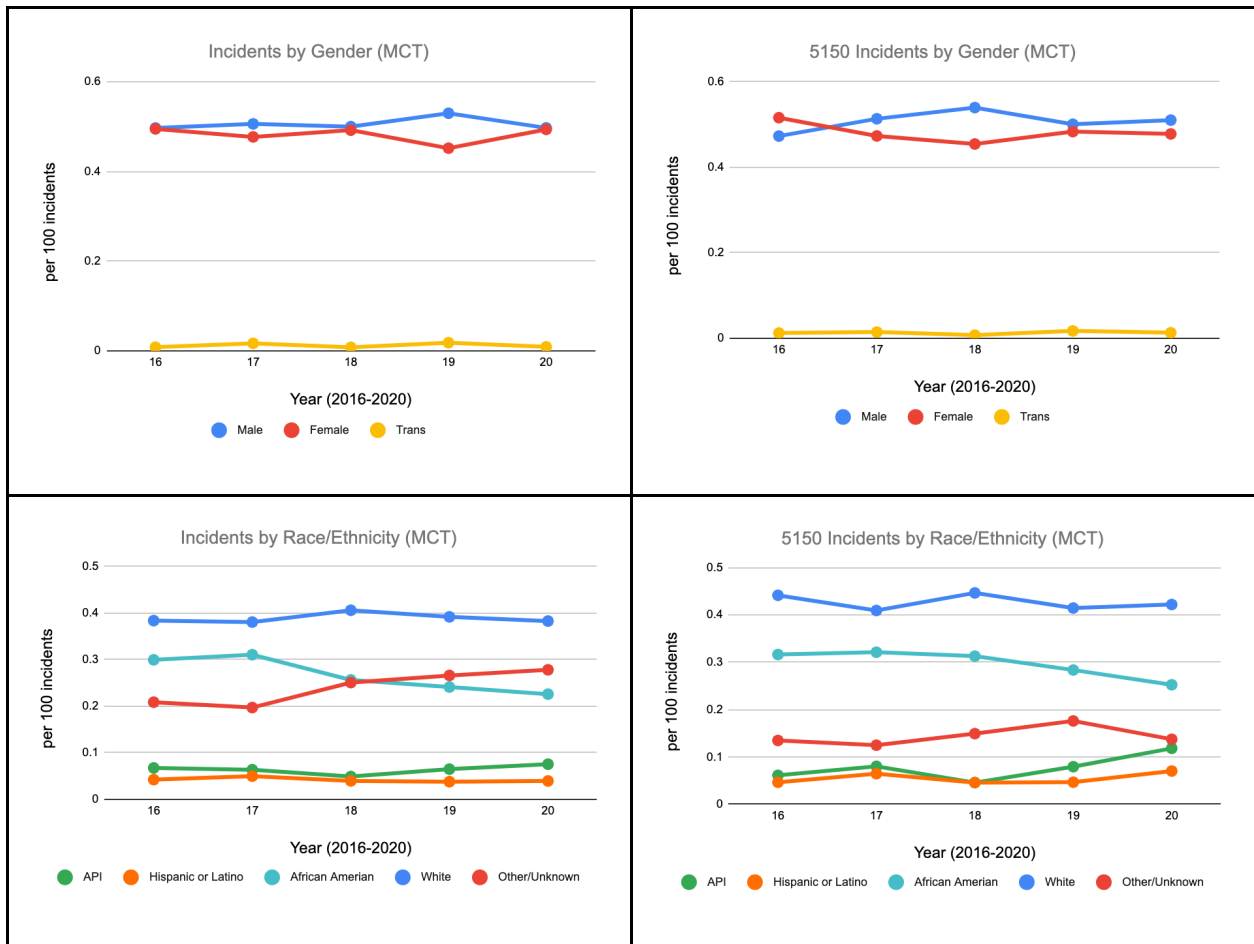 Incidents by Gender (MCT)
per 100 incidents
0.6
0.4
0.2
0
16 17 18 19 20
Year (2016-2020)
Male Female Trans
5150 Incidents by Gender (MCT)
per 100 incidents
0.6
0.4
0.2
0
16 17 18 19 20
Year (2016-2020)
Male Female Trans
Incidents by Race/Ethnicity (MCT)
per 100 incidents
0.5
0.4
0.3
0.2
0.1
0
16 17 18 19 20
Year (2016-2020)
API Hispanic or Latino African Amerian White Other/Unknown
5150 Incidents by Race/Ethnicity (MCT)
per 100 incidents
0.5
0.4
0.3
0.2
0.1
0
16 17 18 19 20
Year (2016-2020)
API Hispanic or Latino African Amerian White Other/Unknown